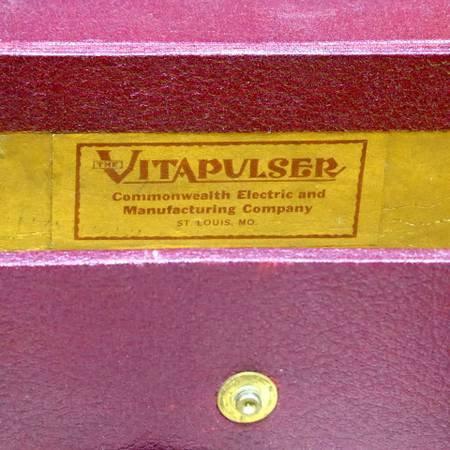 THE VITAPULSER
Commonwealth Electric and
Manufacturing Company
ST. LOUIS, MO.